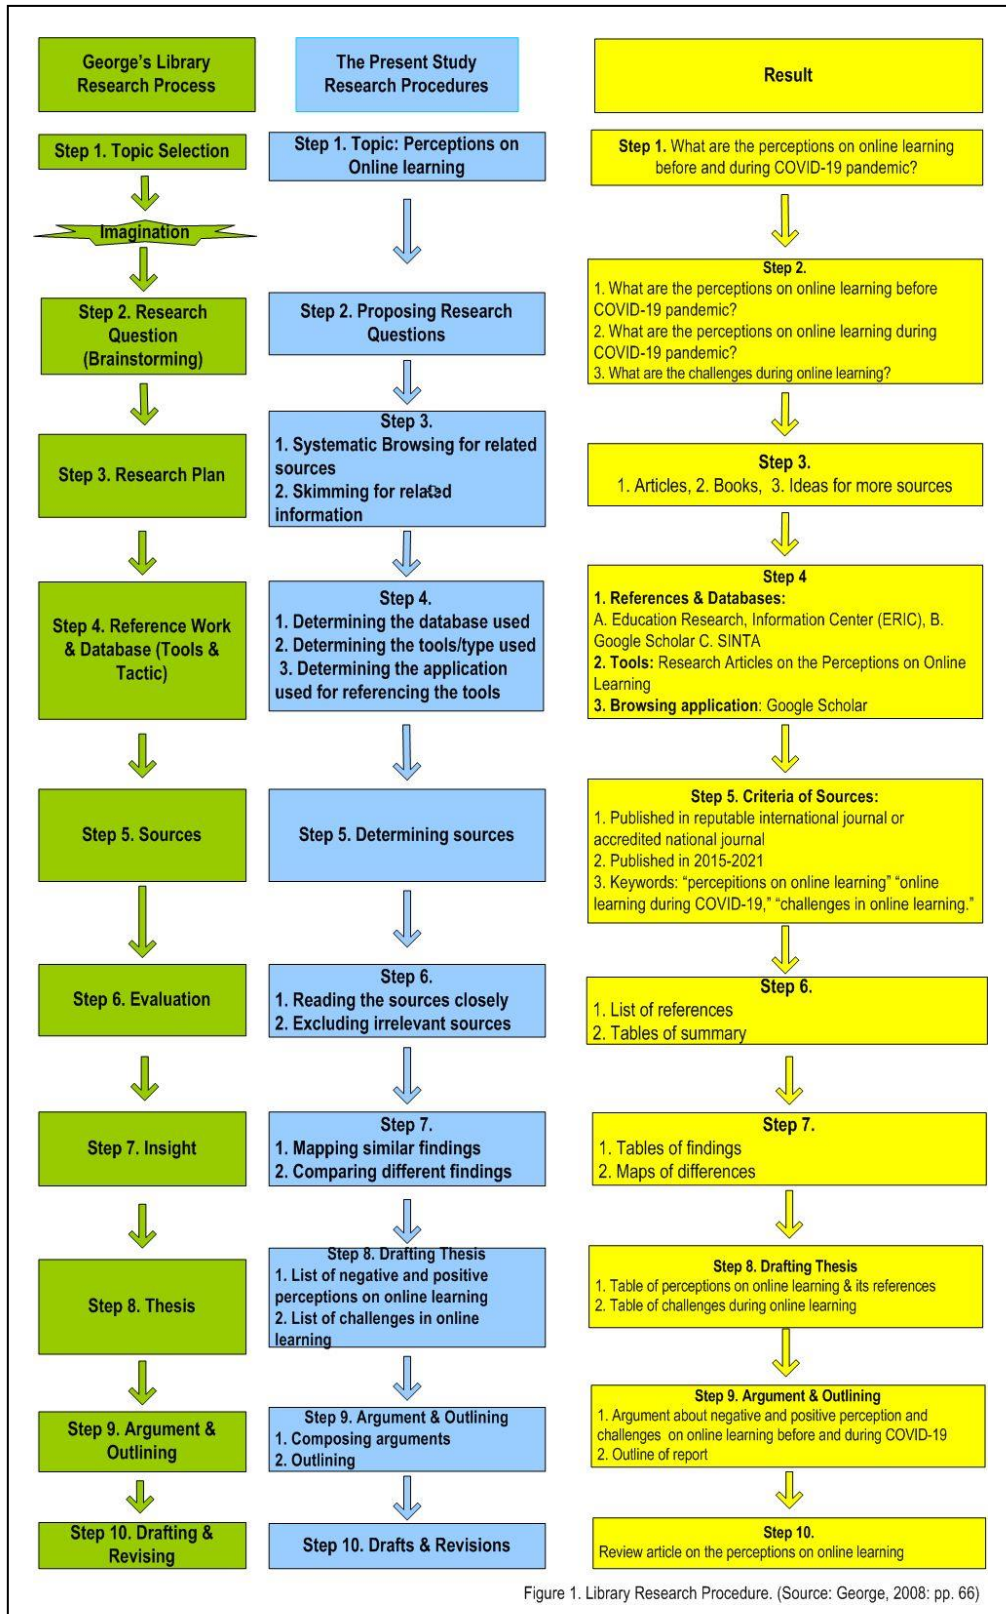 George's Library
Research Process
Step 1. Topic Selection
Imagination
Step 2. Research
Question
(Brainstorming)
Step 3. Research Plan
Step 4. Reference Work
& Database (Tools &
Tactic)
Step 5. Sources
Step 6. Evaluation
Step 7. Insight
Step 8. Thesis
Step 9. Argument &
Outlining
Step 10. Drafting &
Revising
The Present Study
Research Procedures
Step 1. Topic: Perceptions on
Online learning
Step 2. Proposing Research
Questions
Step 3.
1. Systematic Browsing for related
sources
2. Skimming for related
information
Step 4.
1. Determining the database used
2. Determining the tools/type used
3. Determining the application
used for referencing the tools
Step 5. Determining sources
Step 6.
1. Reading the sources closely
2. Excluding irrelevant sources
Step 7.
1. Mapping similar findings
2. Comparing different findings
Step 8. Drafting Thesis
1. List of negative and positive
perceptions on online learning
2. List of challenges in online
learning
Step 9. Argument & Outlining
1. Composing arguments
2. Outlining
Step 10. Drafts & Revisions
Result
Step 1. What are the perceptions on online learning
before and during COVID-19 pandemic?
Step 2.
1. What are the perceptions on online learning before
COVID-19 pandemic?
2. What are the perceptions on online learning during
COVID-19 pandemic?
3. What are the challenges during online learning?
Step 3.
1. Articles, 2. Books, 3. Ideas for more sources
Step 4
1. References & Databases:
A. Education Research, Information Center (ERIC), B.
Google Scholar C. SINTA
2. Tools: Research Articles on the Perceptions on Online
Learning
3. Browsing application: Google Scholar
Step 5. Criteria of Sources:
1. Published in reputable international journal or
accredited national journal
2. Published in 2015-2021
3. Keywords: “percepitions on online learning” “online
learning during COVID-19,” “challenges in online learning.”
Step 6.
1. List of references
2. Tables of summary
Step 7.
1. Tables of findings
2. Maps of differences
Step 8. Drafting Thesis
1. Table of perceptions on online learning & its references
2. Table of challenges during online learning
Step 9. Argument & Outlining
1. Argument about negative and positive perception and
challenges on online learning before and during COVID-19
2. Outline of report
Step 10.
Review article on the perceptions on online learning
Figure 1. Library Research Procedure. (Source: George, 2008: pp. 66)